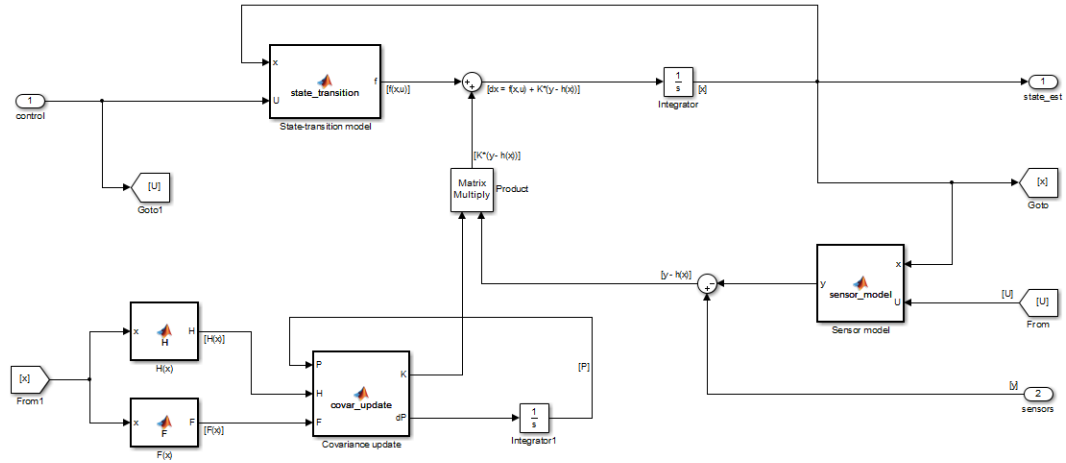 1
control
[U]
Goto1
x
U
state_transition
f
State-transition model
[f(x,u)]
+
+
[dx = f(x,u) + K*(y - h(x))]
1
s
Integrator
[x]
1
state_est
[K*(y - h(x))]
Matrix
Multiply
Product
[x]
Goto
[y - h(x)]
−
+
x
y
sensor_model
U
Sensor model
[U]
[U]
From
[y]
2
sensors
[x]
From1
x
H
H
H(x)
[H(x)]
x
F
F
F(x)
[F(x)]
P
H
F
covar_update
K
dP
Covariance update
1
s
Integrator1
[P]